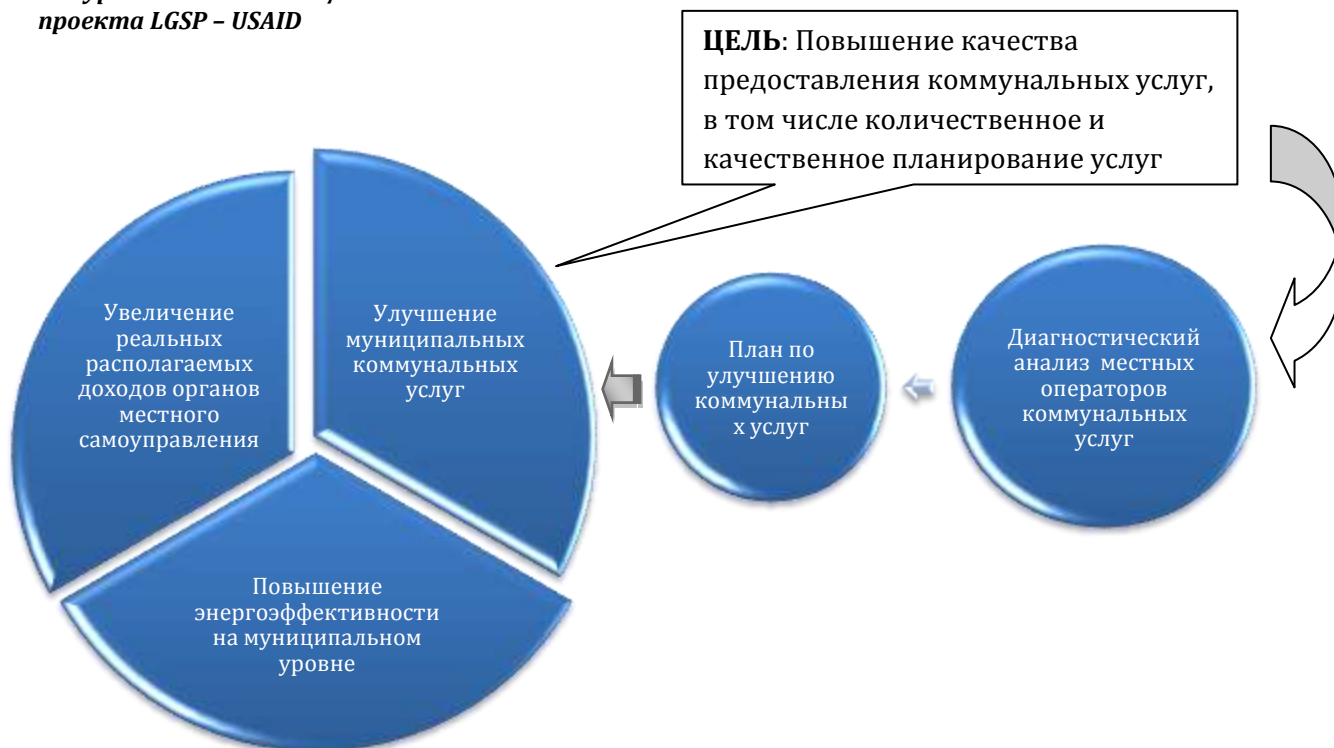 проекта LGSP – USAID
ЦЕЛЬ: Повышение качества
предоставления коммунальных услуг,
в том числе количественное и
качественное планирование услуг
Увеличение
реальных
располагаемых
доходов органов
местного
самоуправления
Улучшение
муниципальных
коммунальных
услуг
План по
улучшению
коммунальны
х услуг
Диагностический
анализ местных
операторов
коммунальных
услуг
Повышение
энергоэффективности
на муниципальном
уровне